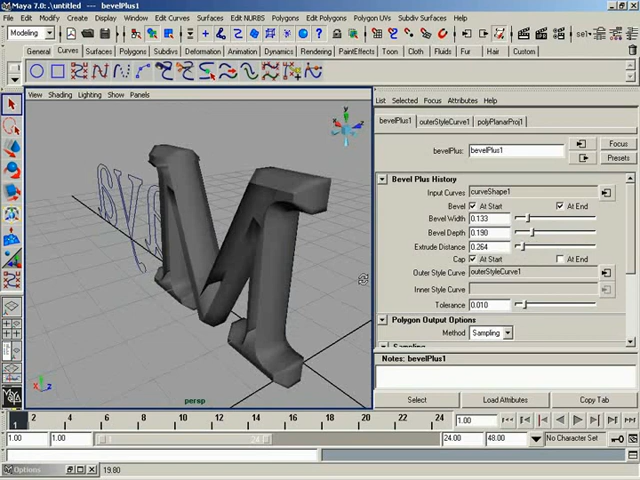 Maya 7.0: .\untitled --- bevelPlus1
File Edit Modify Create Display Window Edit Curves Surfaces Edit NURBS Polygons Edit Polygons Polygon UVs Subdiv Surfaces Help
Modeling sel1
General Curves Surfaces Polygons Subdivs Deformation Animation Dynamics Rendering PaintEffects Toon Cloth Fluids Fur Hair Custom
View Shading Lighting Show Panels
List Selected Focus Attributes Help
bevelPlus1 outerStyleCurve1 polyPlanarProj1
bevelPlus: bevelPlus1
Focus
Presets
Bevel Plus History
Input Curves curveShape1
Bevel At Start At End
Bevel Width 0.133
Bevel Depth 0.190
Extrude Distance 0.264
Cap At Start At End
Outer Style Curve outerStyleCurve1
Inner Style Curve
Tolerance 0.010
Polygon Output Options
Method Sampling
Notes: bevelPlus1
Select Load Attributes Copy Tab
y
x
z
persp
M
2 4 6 8 10 12 14 16 18 20 22 24
1.00
1.00 1.00 1 24 24.00 48.00 No Character Set
Options 19.80